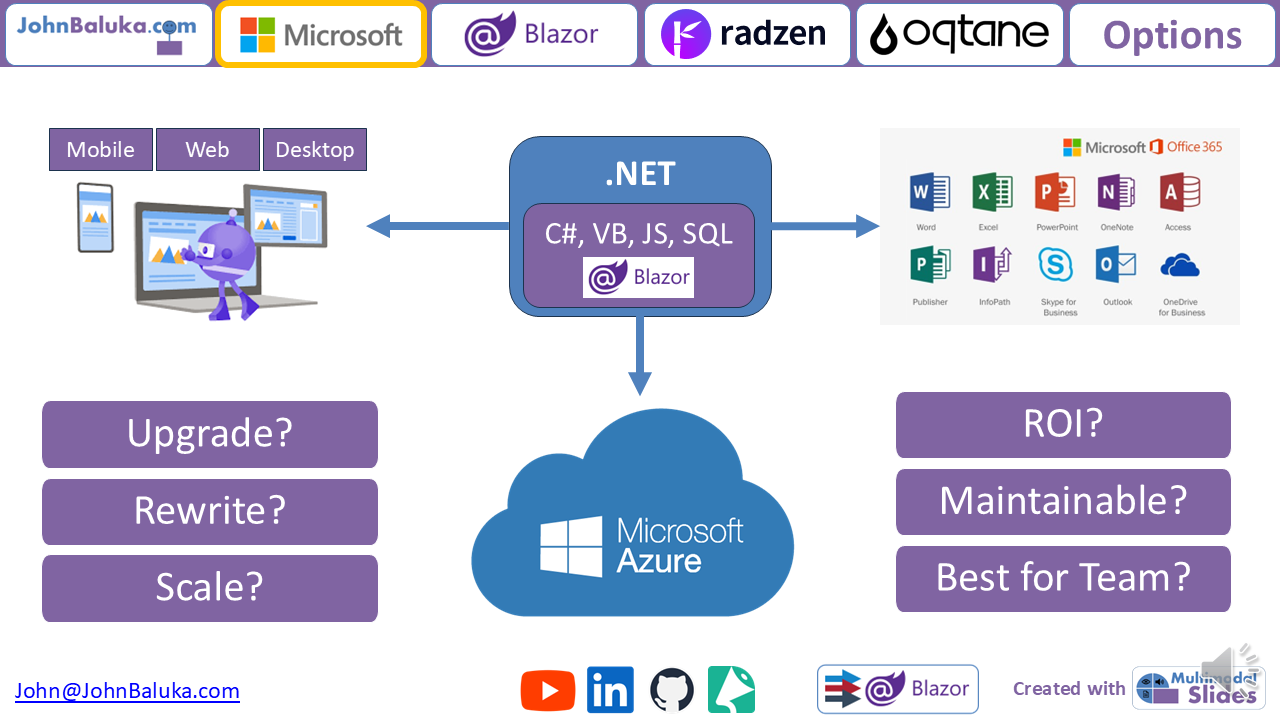 JohnBaluka.com
Microsoft
@ Blazor
radzen
oqtane
Options
Mobile
Web
Desktop
.NET
C#, VB, JS, SQL
@ Blazor
Microsoft Office 365
Word
Excel
PowerPoint
OneNote
Access
Publisher
InfoPath
Skype for
Business
Outlook
OneDrive
for Business
Upgrade?
Rewrite?
Scale?
Microsoft
Azure
ROI?
Maintainable?
Best for Team?
John@JohnBaluka.com
in
@ Blazor
Created with
Multimodal
Slides